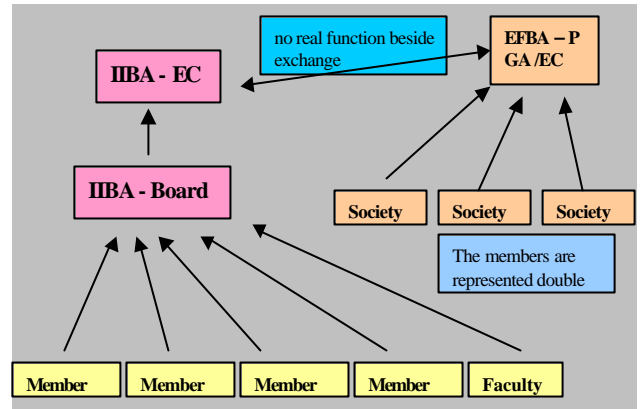 no real function beside
exchange
EFBA – P
GA /EC
IIBA - EC
IIBA - Board
Society
Society
Society
The members are
represented double
Member
Member
Member
Member
Faculty